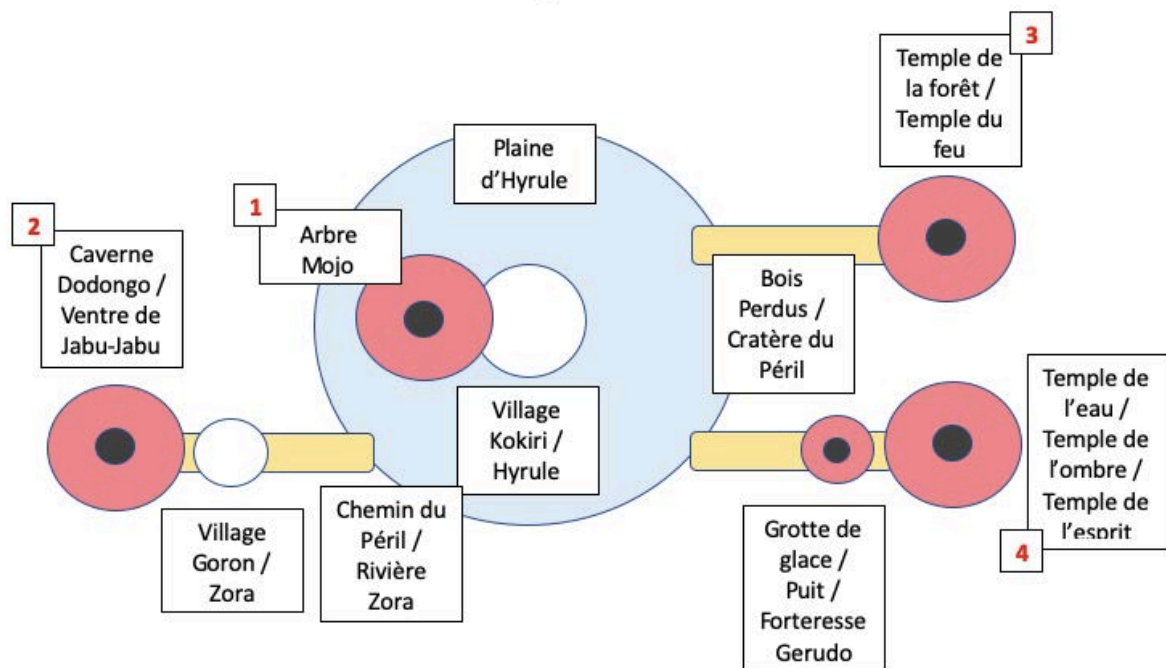 3
Temple de
la forêt /
Temple du
feu
Plaine
d'Hyrule
1
Arbre
Mojo
2
Caverne
Dodongo /
Ventre de
Jabu-Jabu
Bois
Perdus /
Cratère du
Péril
Temple de
l'eau /
Temple de
l'ombre /
Temple de
l'esprit
4
Village
Kokiri /
Hyrule
Chemin du
Péril /
Rivière
Zora
Village
Goron /
Zora
Grotte de
glace /
Puit /
Forteresse
Gerudo